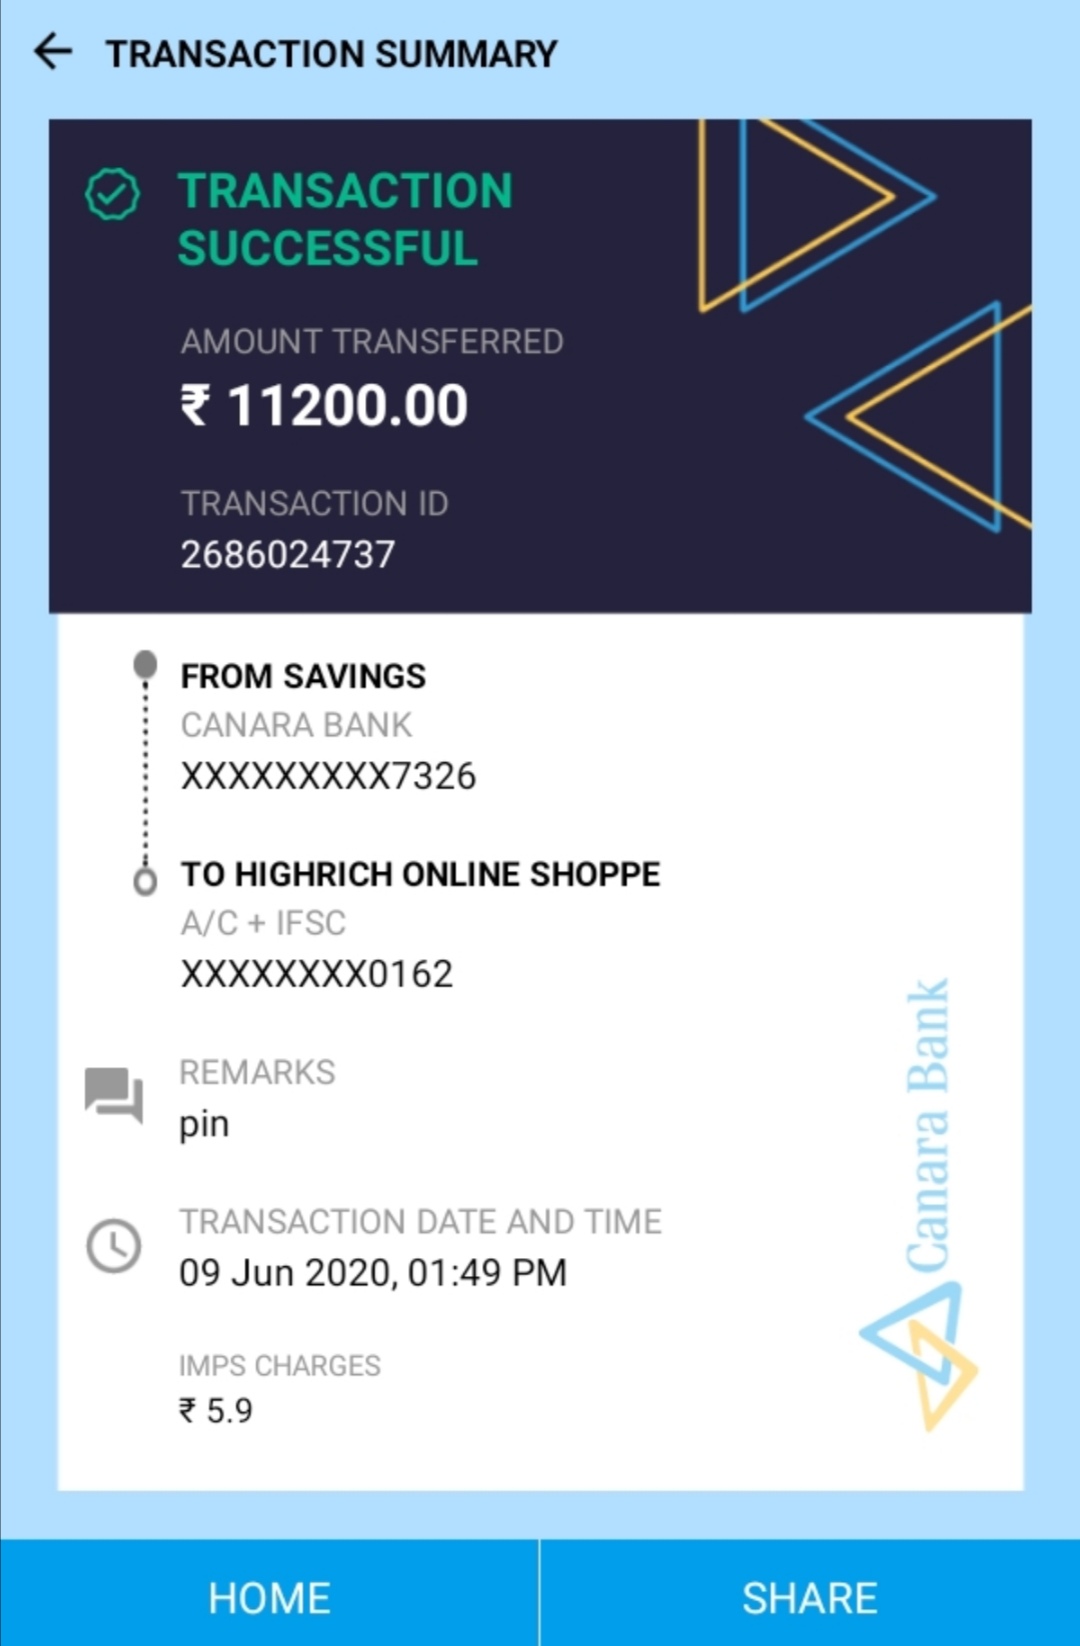 TRANSACTION SUMMARY
TRANSACTION
SUCCESSFUL
AMOUNT TRANSFERRED
₹ 11200.00
TRANSACTION ID
2686024737
FROM SAVINGS
CANARA BANK
XXXXXXXXX7326
TO HIGHRICH ONLINE SHOPPE
A/C + IFSC
XXXXXXXX0162
REMARKS
pin
TRANSACTION DATE AND TIME
09 Jun 2020, 01:49 PM
IMPS CHARGES
₹ 5.9
Canara Bank
HOME
SHARE